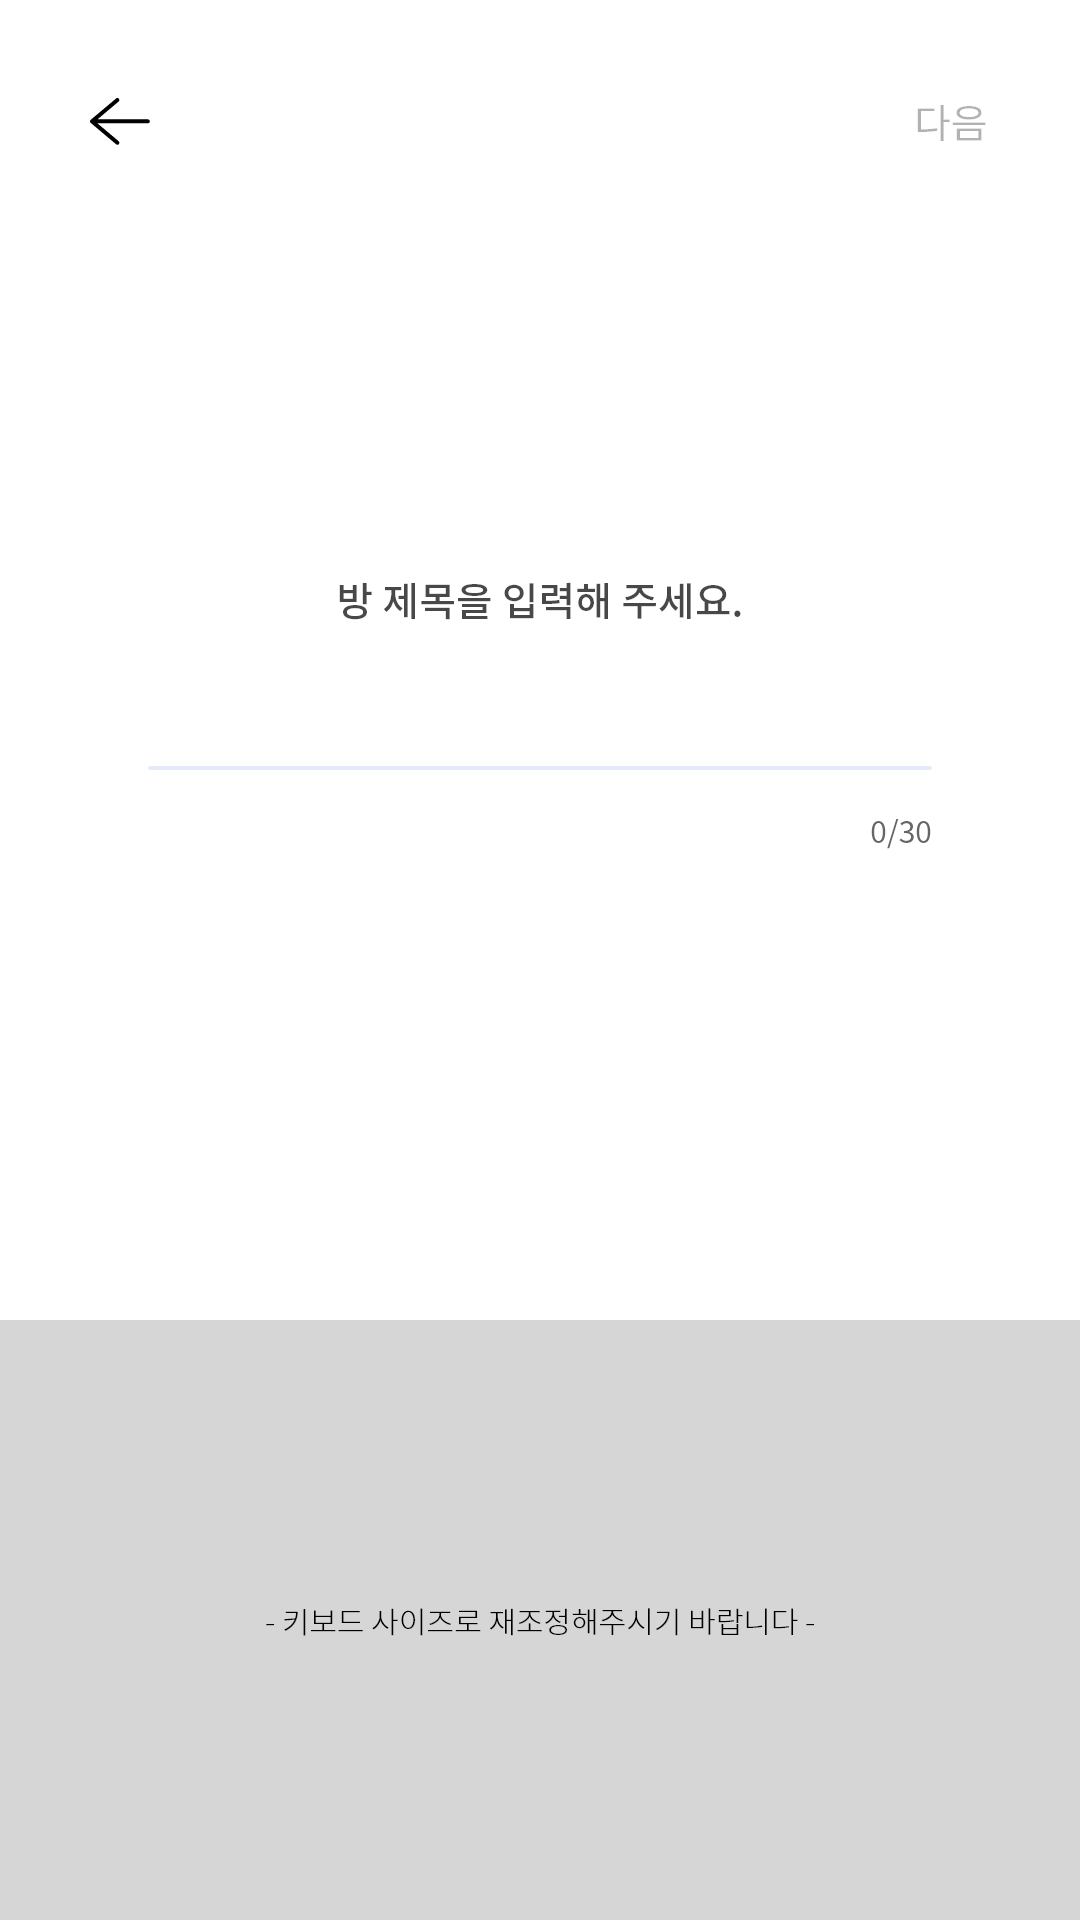 다음
방 제목을 입력해 주세요.
0/30
- 키보드 사이즈로 재조정해주시기 바랍니다 -